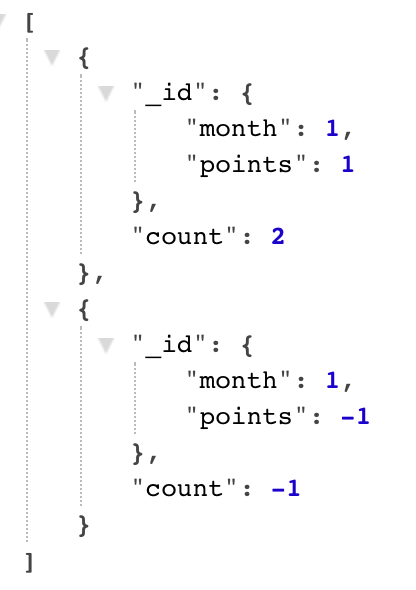 [
{
"_id": {
"month": 1,
"points": 1
},
"count": 2
},
{
"_id": {
"month": 1,
"points": -1
},
"count": -1
}
]